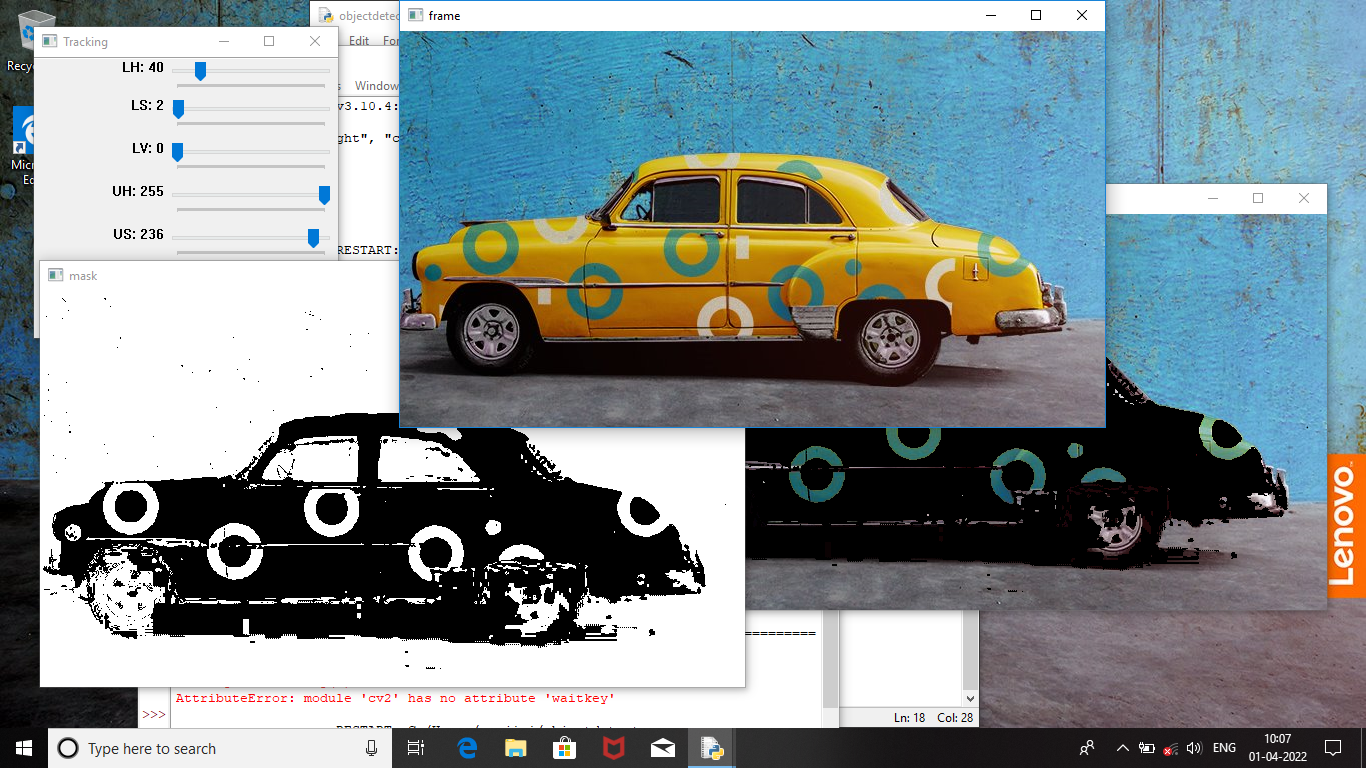 Recy
Micr
Ed
objectdetec
Edit For
Windows
v3.10.4:
ght", "c
RESTART:
Tracking
LH: 40
LS: 2
LV: 0
UH: 255
US: 236
frame
mask
=========
AttributeError: module 'cv2' has no attribute 'waitkey'
>>>
Ln: 18 Col: 28
Lenovo
Type here to search
ENG
10:07
01-04-2022